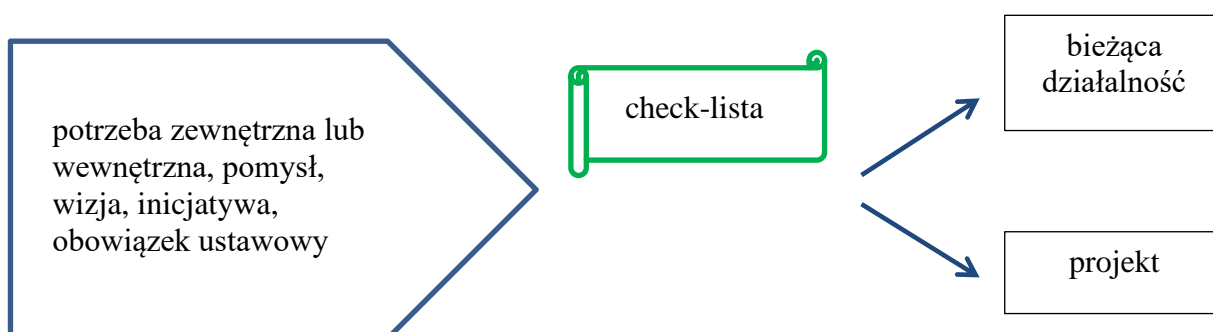 potrzeba zewnętrzna lub
wewnętrzna, pomysł,
wizja, inicjatywa,
obowiązek ustawowy
check-lista
bieżąca
działalność
projekt